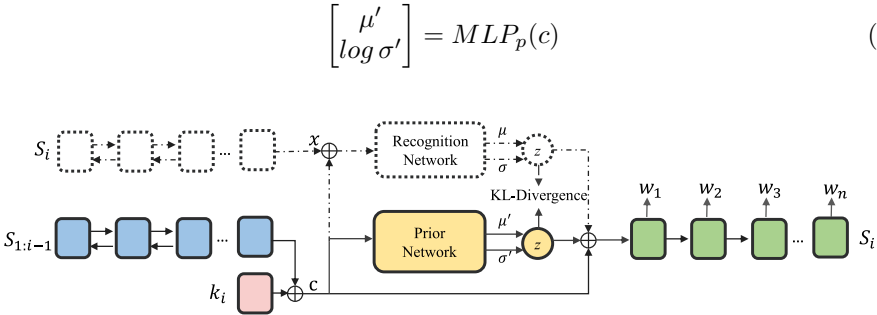 [μ′ log σ′] = MLP_p(c) (
x
μ
S_i
...
Recognition Network
σ
z
KL-Divergence
w_1 w_2 w_3 w_n
μ′
S_{1:i−1}
...
Prior Network
σ′
z
...
S_i
k_i
c